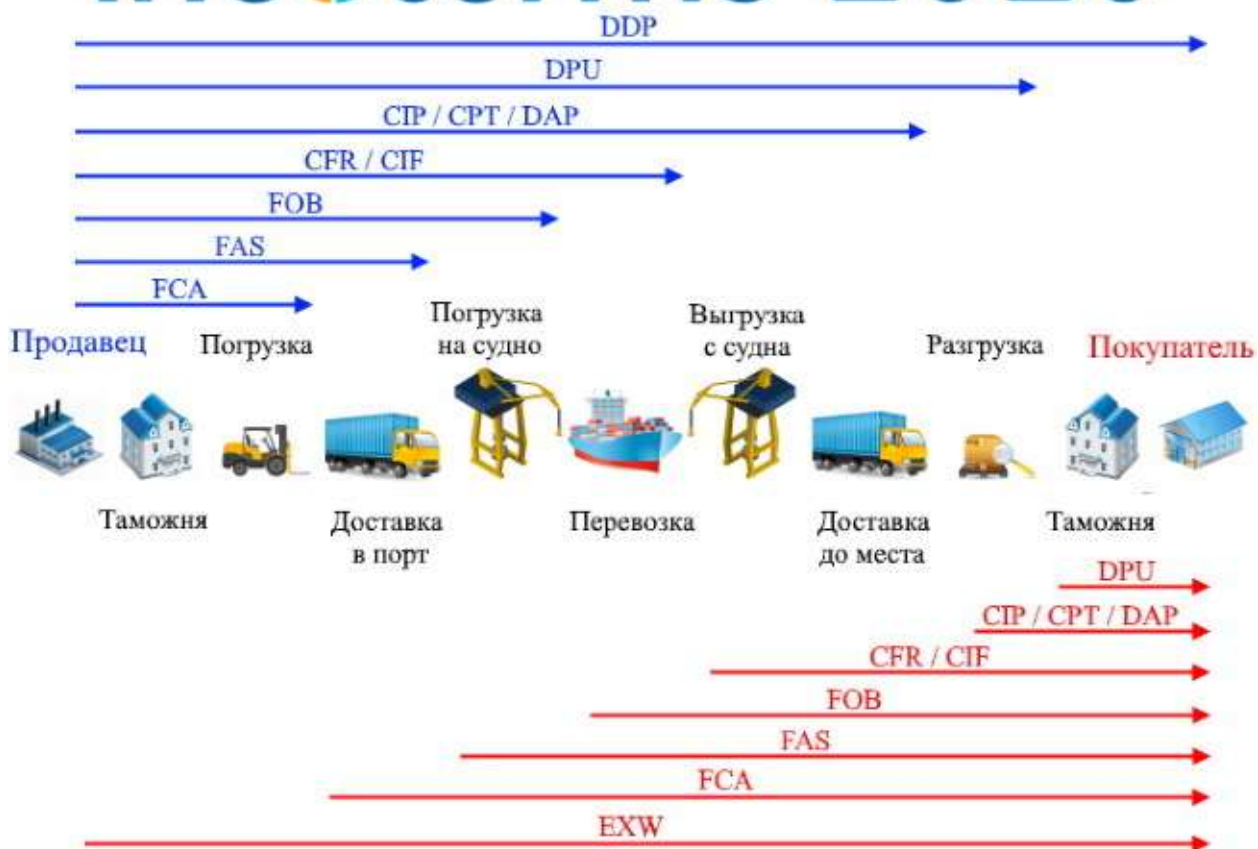 DDP
DPU
CIP / CPT / DAP
CFR / CIF
FOB
FAS
FCA
Продавец
Погрузка
Погрузка
на судно
Выгрузка
с судна
Разгрузка
Покупатель
Таможня
Доставка
в порт
Перевозка
Доставка
до места
Таможня
DPU
CIP / CPT / DAP
CFR / CIF
FOB
FAS
FCA
EXW